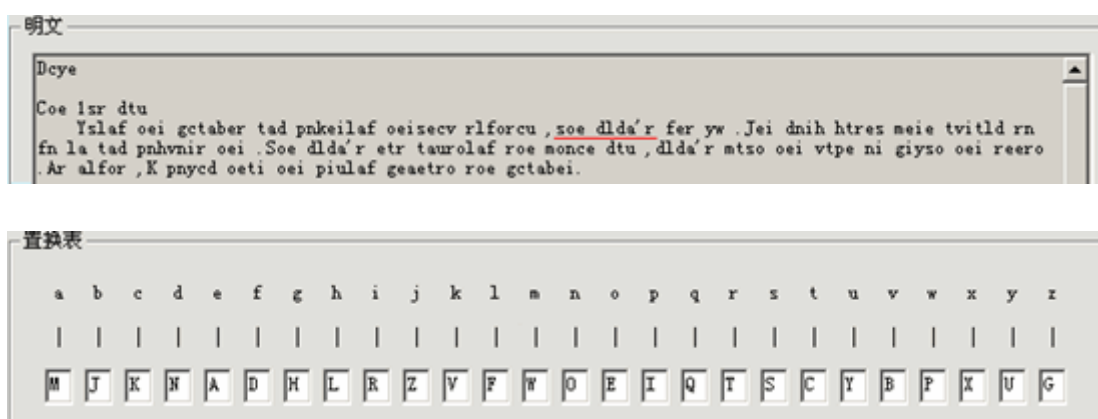 明文
Dcye
Coe lsr dtu
Yslaf oei gctaber tad pnkeilaf oeisecv rlforcu ,soe dlda'r fer yw .Jei dnih htres meie tvitld rn
fn la tad pnhvnir oei .Soe dlda'r etr taurolaf roe monce dtu ,dlda'r mtso oei vtpe ni giyso oei reero
.Ar alfor ,K pnycd oeti oei piulaf geaetro roe gctabei.
置换表
a b c d e f g h i j k l m n o p q r s t u v w x y z
| | | | | | | | | | | | | | | | | | | | | | | | | |
M J K N A D H L R Z V F W O E I Q T S C Y B P X U G